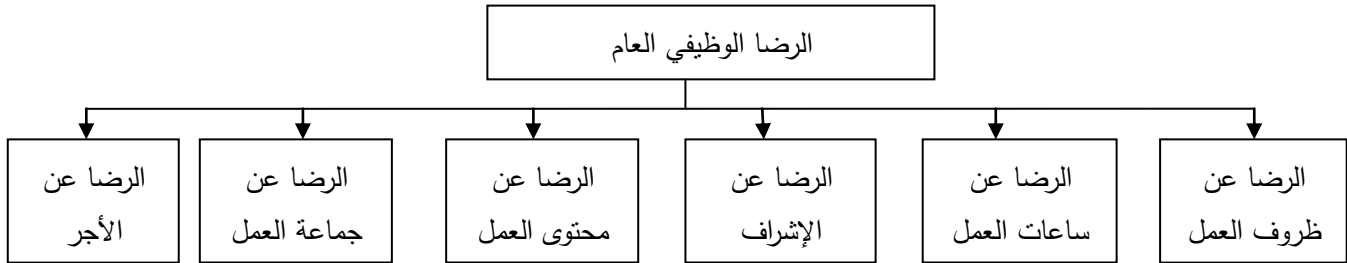 الرضا الوظيفي العام
الرضا عن
ظروف العمل
الرضا عن
ساعات العمل
الرضا عن
الإشراف
الرضا عن
محتوى العمل
الرضا عن
جماعة العمل
الرضا عن
الأجر